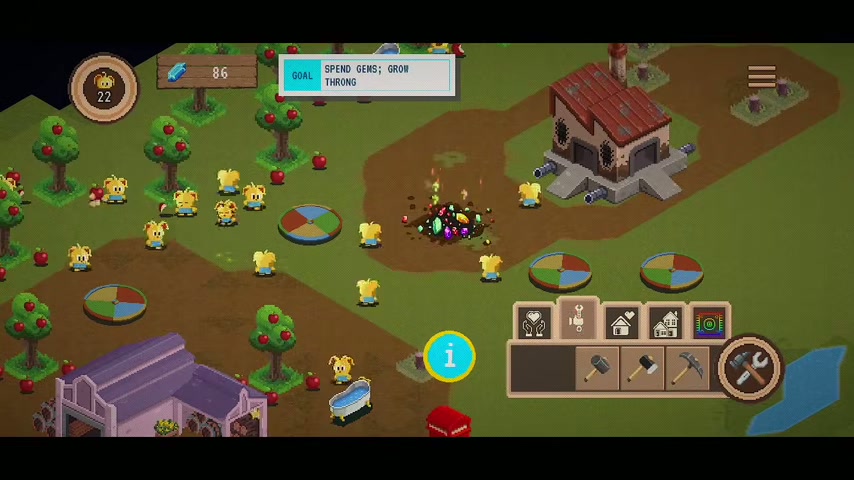 22
86
GOAL
SPEND GEMS; GROW
THRONG
i